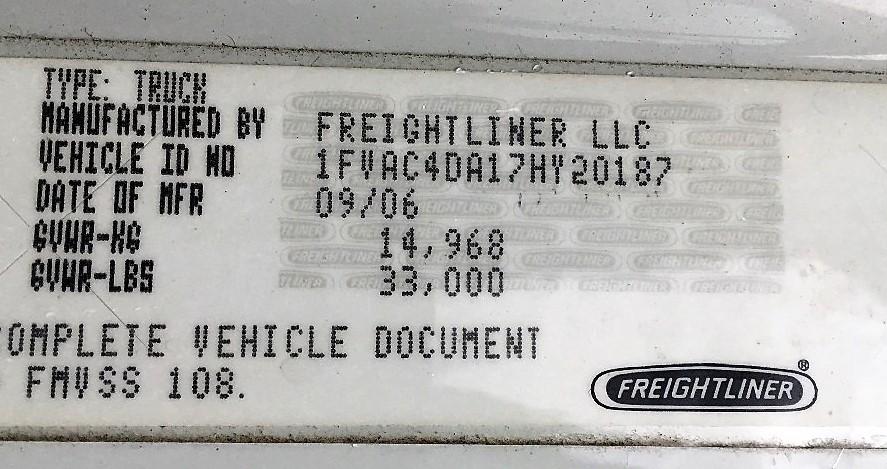 TYPE: TRUCK
MANUFACTURED BY FREIGHTLINER LLC
VEHICLE ID NO 1FVAC4DA17HY20187
DATE OF MFR 09/06
GVWR-KG 14,968
GVWR-LBS 33,000
OMPLETE VEHICLE DOCUMENT
FMVSS 108.
FREIGHTLINER®